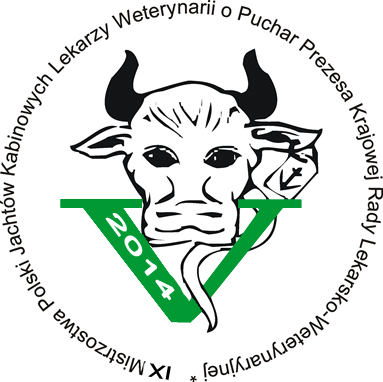 IX Mistrzostwa Polski Jachtów Kabinowych Lekarzy Weterynarii o Puchar Prezesa Krajowej Rady Lekarsko-Weterynaryjnej *
2014